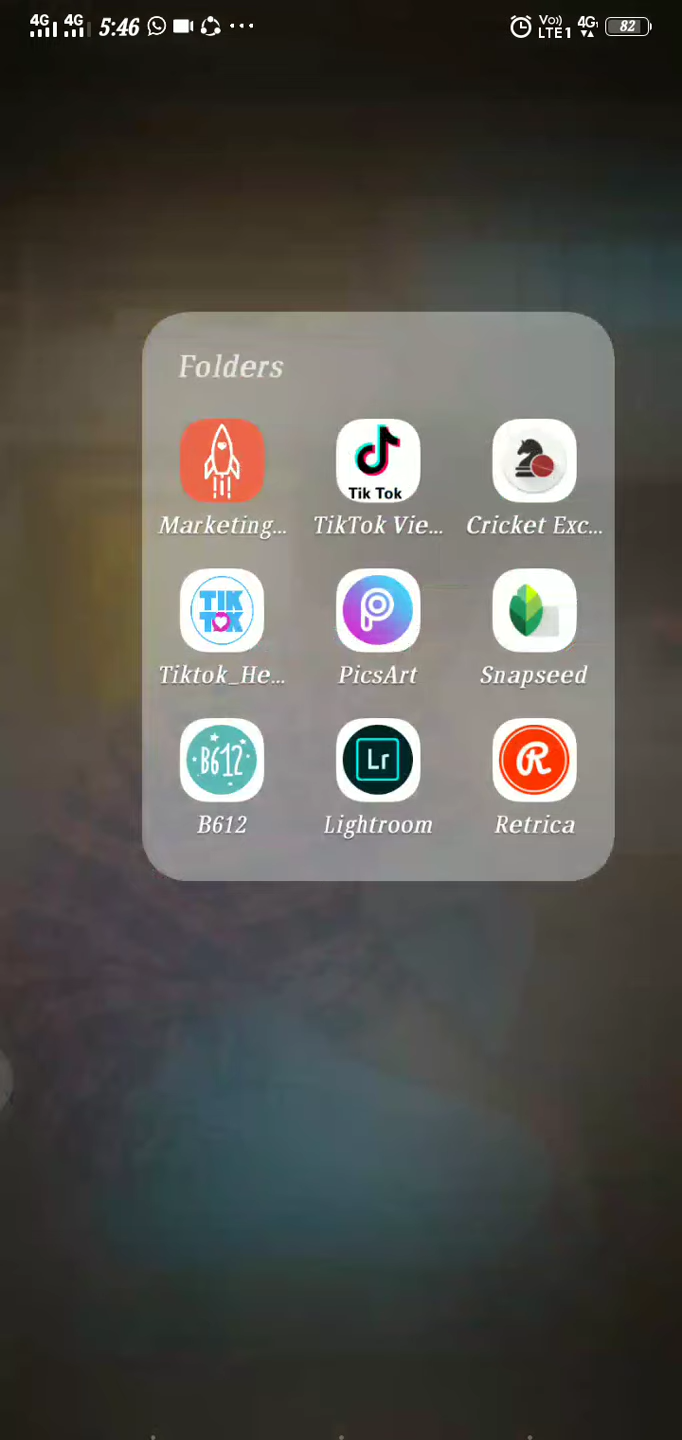 4G 4G 5:46 VoI) LTE1 4G 82
Folders
Tik Tok
Marketing... TikTok Vie... Cricket Exc...
TIK TOK
Tiktok_He... PicsArt Snapseed
B612 Lr R
B612 Lightroom Retrica